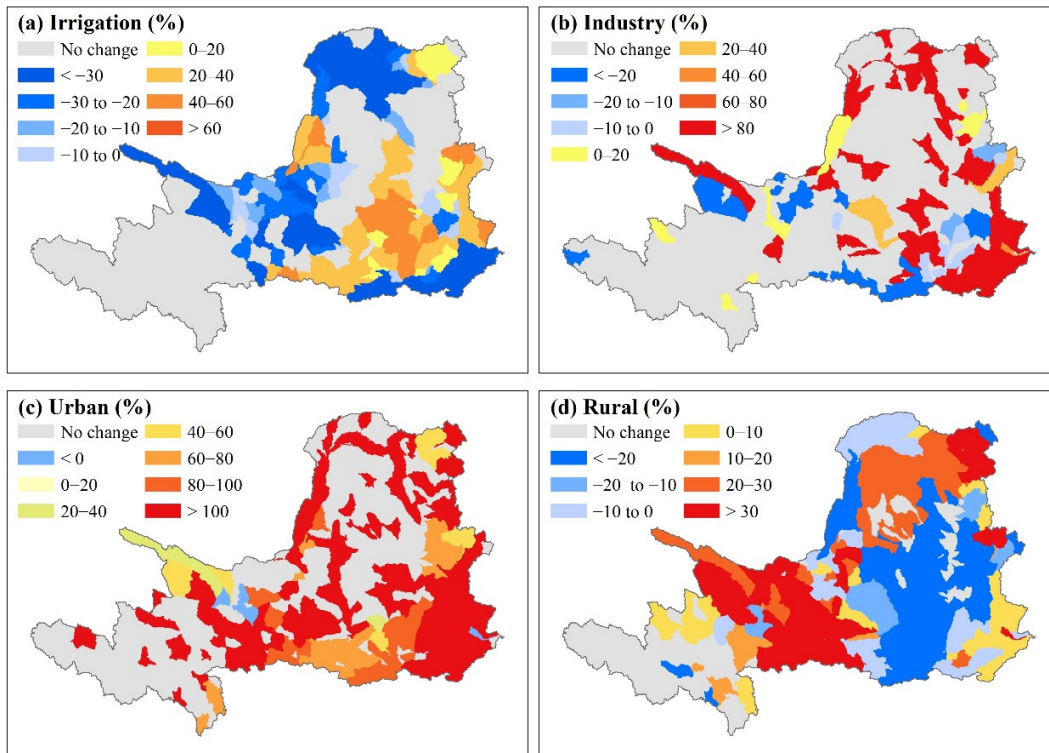 (a) Irrigation (%)
No change
0–20
< −30
20–40
−30 to −20
40–60
−20 to −10
> 60
−10 to 0
(b) Industry (%)
No change
20–40
< −20
40–60
−20 to −10
60–80
−10 to 0
> 80
0–20
(c) Urban (%)
No change
40–60
< 0
60–80
0–20
80–100
20–40
> 100
(d) Rural (%)
No change
0–10
< −20
10–20
−20 to −10
20–30
−10 to 0
> 30